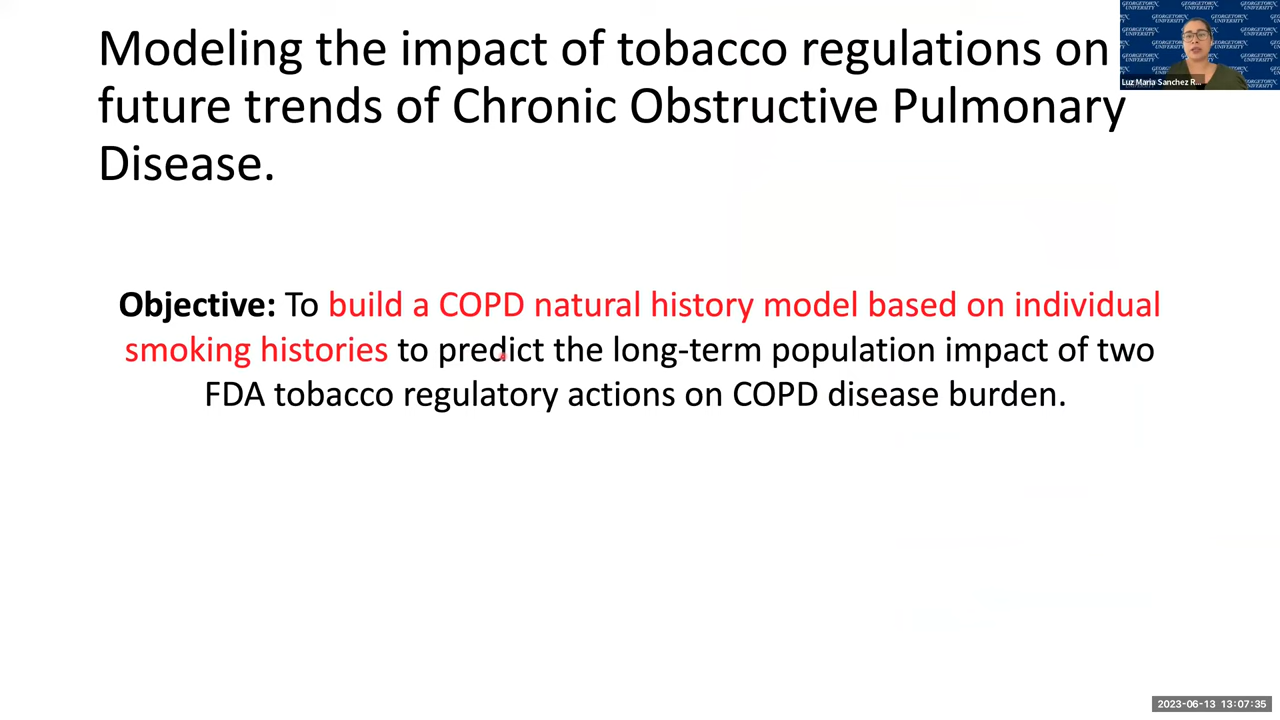 Modeling the impact of tobacco regulations on
future trends of Chronic Obstructive Pulmonary
Disease.
GEORGETOWN
UNIVERSITY
Luz Maria Sanchez R...
Objective: To build a COPD natural history model based on individual
smoking histories to predict the long-term population impact of two
FDA tobacco regulatory actions on COPD disease burden.
2023-06-13 13:07:35